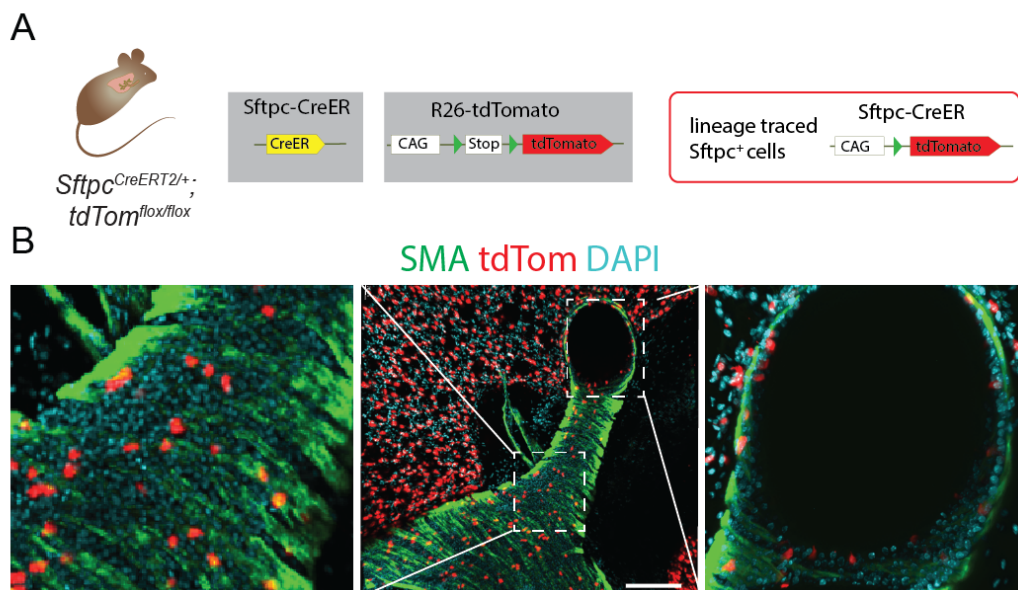 A
Sftpc-CreER
CreER
R26-tdTomato
CAG
Stop
tdTomato
lineage traced
Sftpc⁺ cells
Sftpc-CreER
CAG
tdTomato
Sftpc^CreERT2/+;
tdTom^flox/flox
B
SMA tdTom DAPI